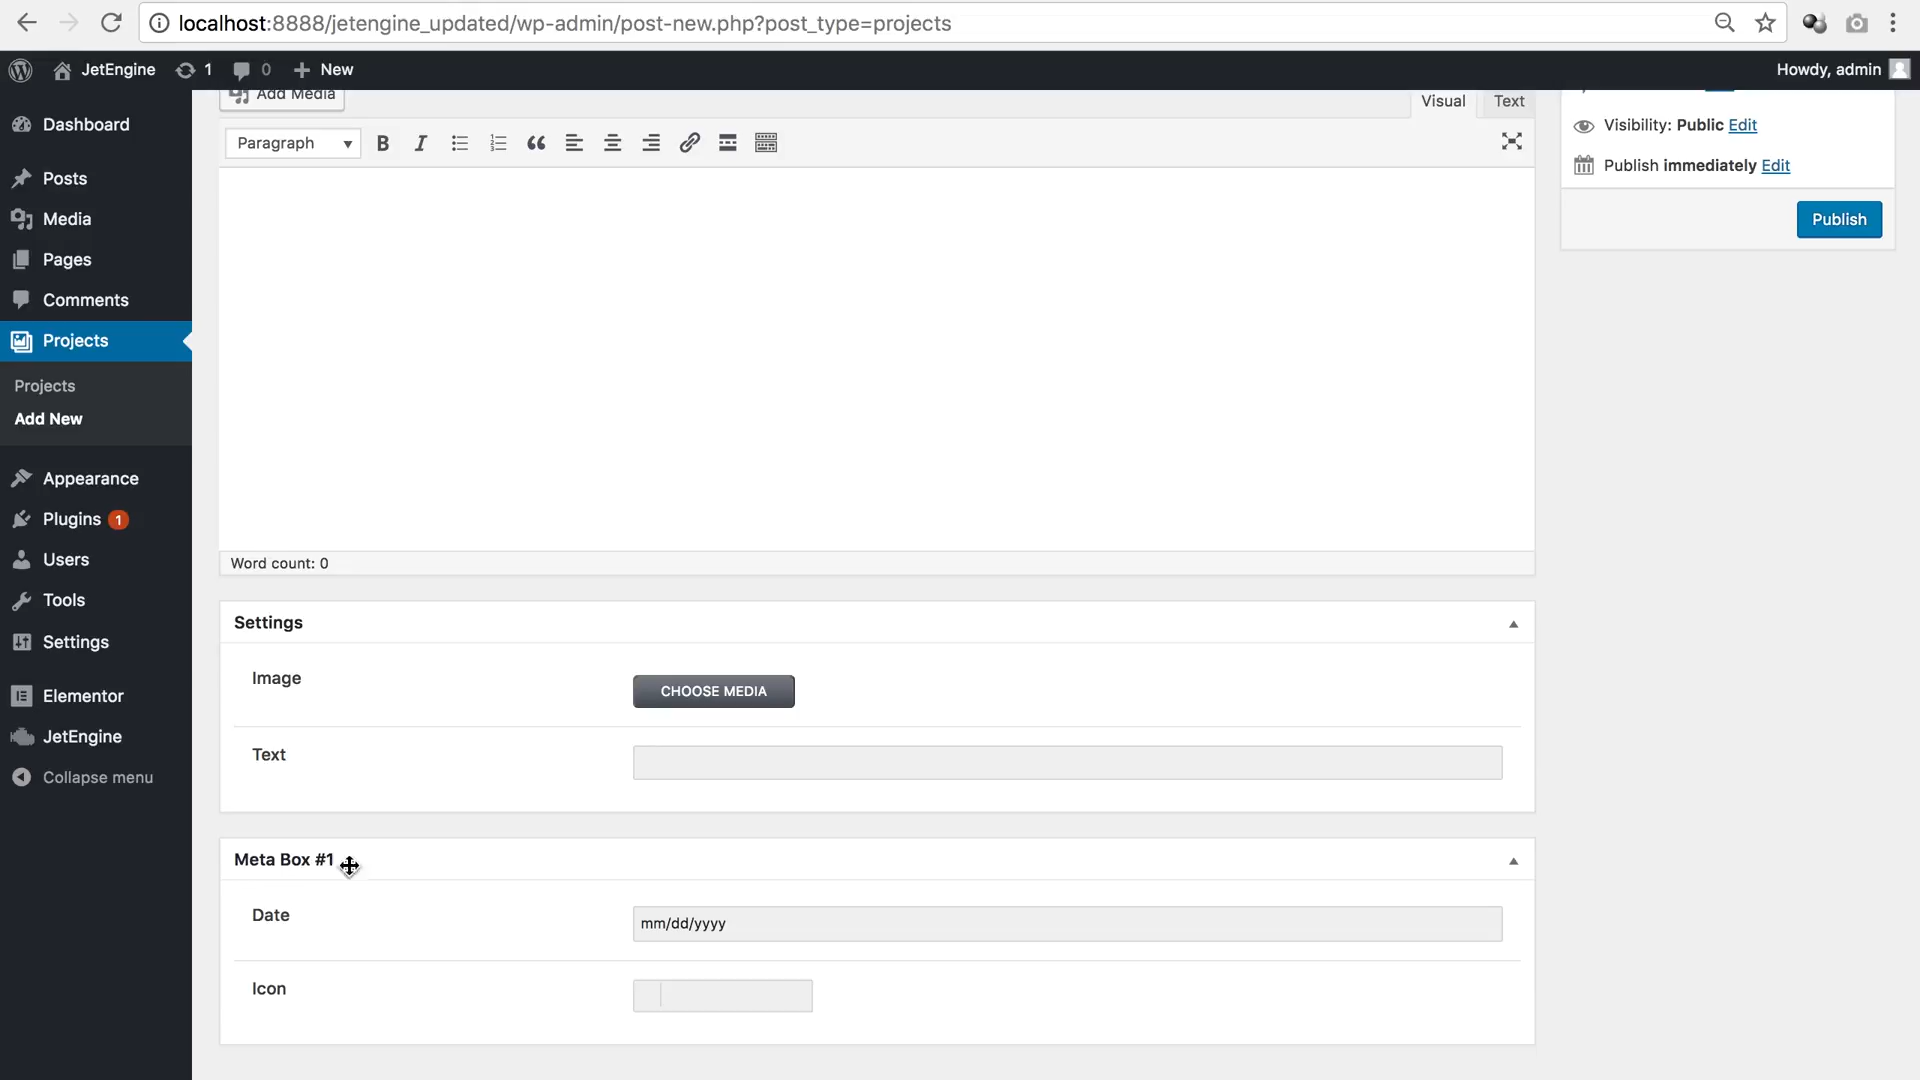 localhost:8888/jetengine_updated/wp-admin/post-new.php?post_type=projects
JetEngine 1 0 New
Howdy, admin
Dashboard
Posts
Media
Pages
Comments
Projects
Projects
Add New
Appearance
Plugins 1
Users
Tools
Settings
Elementor
JetEngine
Collapse menu
Add Media
Visual Text
Paragraph
Word count: 0
Settings
Image
CHOOSE MEDIA
Text
Meta Box #1
Date
mm/dd/yyyy
Icon
Visibility: Public Edit
Publish immediately Edit
Publish